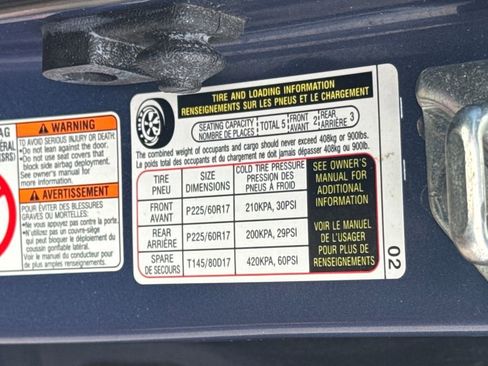 AG
WARNING
TO AVOID SERIOUS INJURY OR DEATH:
•Do not lean against the door.
•Do not use seat covers that
block side airbag deployment.
•See owner's manual for
more information.
AVERTISSEMENT
POUR ÉVITER DES BLESSURES
GRAVES OU MORTELLES:
•Ne vous appuyez pas contre la porte.
•N'utilisez pas un couvre-siège
qui peut empêcher le déploiement du
coussin gonflable latéral.
•Voir le manuel du conducteur pour
de plus amples informations.
TIRE AND LOADING INFORMATION
RENSEIGNEMENTS SUR LES PNEUS ET LE CHARGEMENT
SEATING CAPACITY
NOMBRE DE PLACES
TOTAL 5
FRONT
AVANT 2
REAR
ARRIÈRE 3
The combined weight of occupants and cargo should never exceed 408kg or 900lbs.
Le poids total des occupants et du chargement ne doit jamais dépasser 408kg ou 900lb.
TIRE
PNEU
SIZE
DIMENSIONS
COLD TIRE PRESSURE
PRESSION DES
PNEUS À FROID
FRONT
AVANT
P225/60R17
210KPA, 30PSI
REAR
ARRIÈRE
P225/60R17
200KPA, 29PSI
SPARE
DE SECOURS
T145/80D17
420KPA, 60PSI
SEE OWNER'S
MANUAL FOR
ADDITIONAL
INFORMATION
VOIR LE MANUEL
DE L'USAGER
POUR PLUS DE
RENSEIGNEMENTS
02